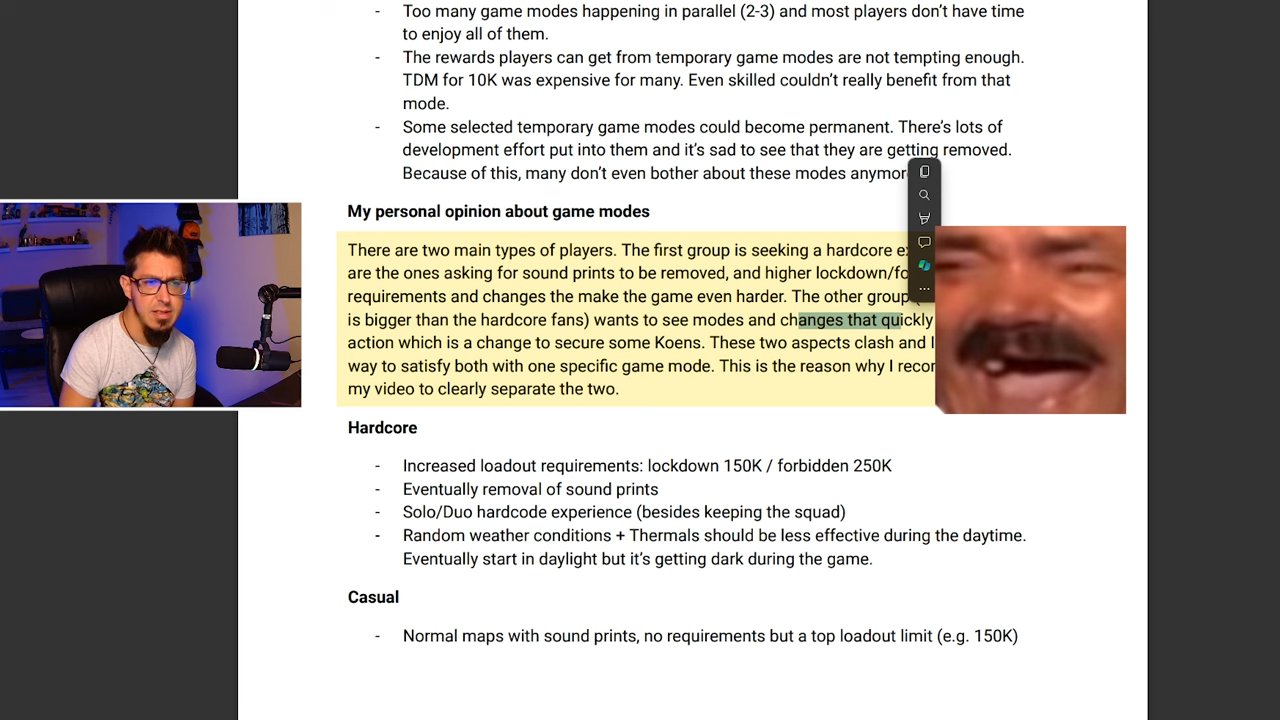 - Too many game modes happening in parallel (2-3) and most players don't have time
to enjoy all of them.
- The rewards players can get from temporary game modes are not tempting enough.
TDM for 10K was expensive for many. Even skilled couldn't really benefit from that
mode.
- Some selected temporary game modes could become permanent. There's lots of
development effort put into them and it's sad to see that they are getting removed.
Because of this, many don't even bother about these modes
My personal opinion about game modes
There are two main types of players. The first group is seeking a hardcore
are the ones asking for sound prints to be removed, and higher
requirements and changes the make the game even harder. The other group
is bigger than the hardcore fans) wants to see modes and changes that quickly
action which is a change to secure some Koens. These two aspects clash and I
way to satisfy both with one specific game mode. This is the reason why I
my video to clearly separate the two.
Hardcore
- Increased loadout requirements: lockdown 150K / forbidden 250K
- Eventually removal of sound prints
- Solo/Duo hardcode experience (besides keeping the squad)
- Random weather conditions + Thermals should be less effective during the daytime.
Eventually start in daylight but it's getting dark during the game.
Casual
- Normal maps with sound prints, no requirements but a top loadout limit (e.g. 150K)